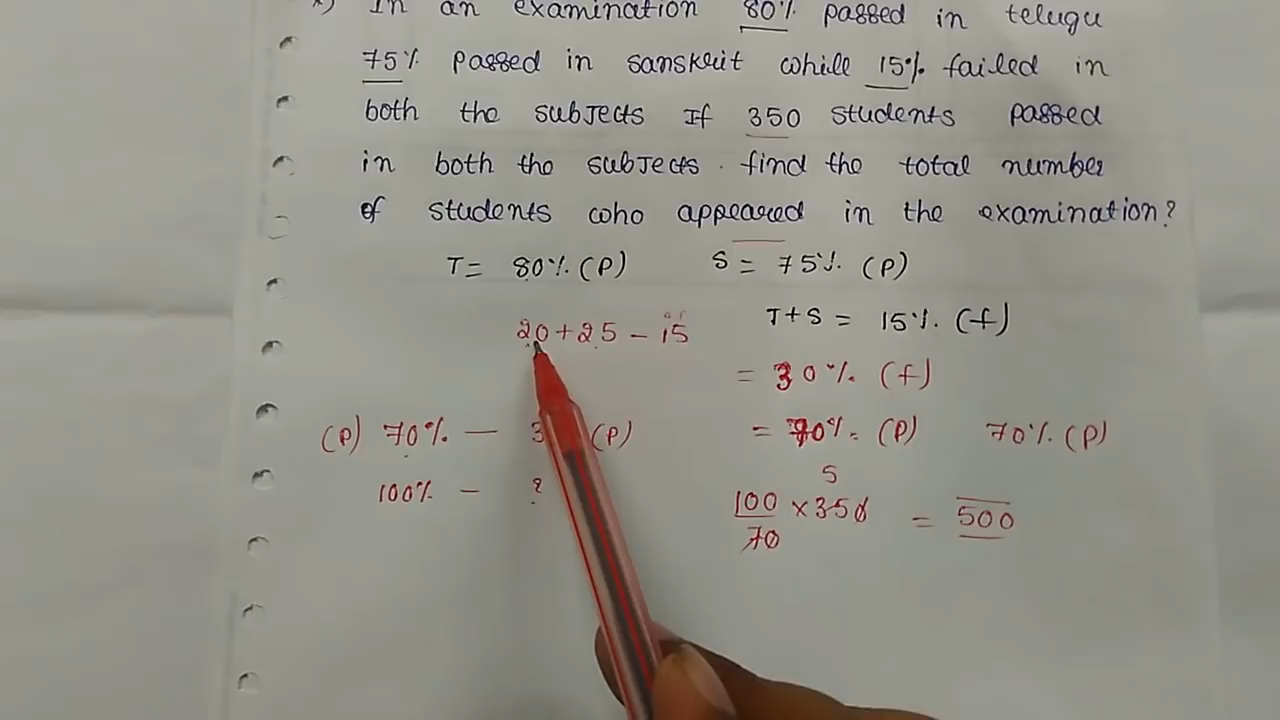 In an examination 80% passed in telugu
75% passed in sanskrit while 15% failed in
both the subjects If 350 students passed
in both the subjects. find the total number
of students who appeared in the examination?
T = 80% (P) S = 75% (P)
T+S = 15% (f)
20+25-15
= 30% (f)
(P) 70% — 3 (P) = 70% (P) 70% (P)
5
100% — ? 100/70 × 350 = 500